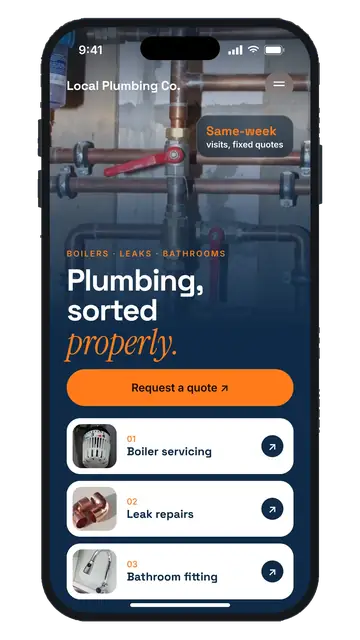 9:41
Local Plumbing Co.
Same-week
visits, fixed quotes
BOILERS · LEAKS · BATHROOMS
Plumbing,
sorted
properly.
Request a quote ↗
01
Boiler servicing
02
Leak repairs
03
Bathroom fitting